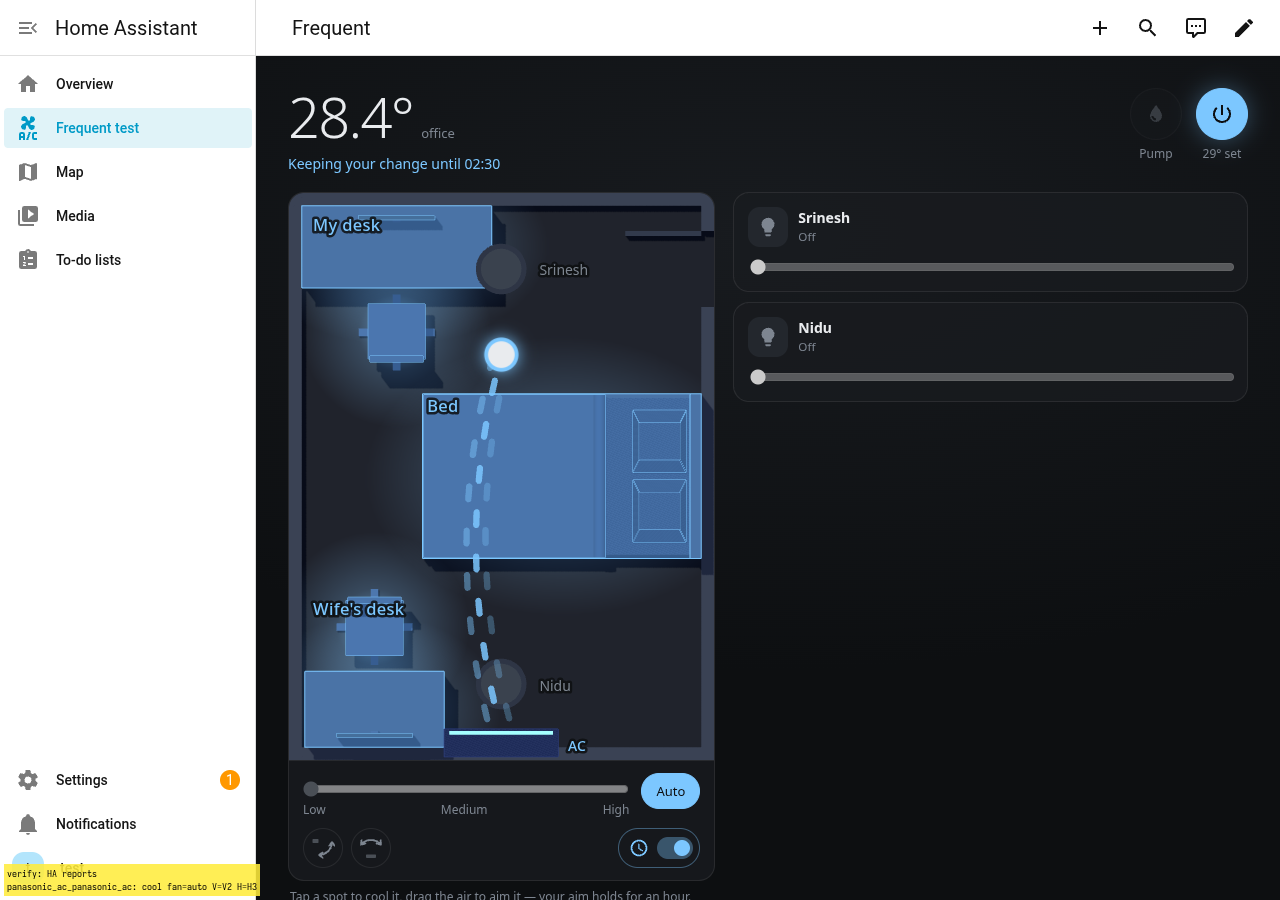 Home Assistant
Frequent
Overview
Frequent test
A/C
Map
Media
To-do lists
28.4°
office
Keeping your change until 02:30
Pump
29° set
My desk
Srinesh
Bed
Wife's desk
Nidu
AC
Srinesh
Off
Nidu
Off
Low
Medium
High
Auto
Tap a spot to cool it, drag the air to aim it — your aim holds for an hour.
Settings
1
Notifications
verify: HA reports
panasonic_ac_panasonic_ac: cool fan=auto V=V2 H=H3